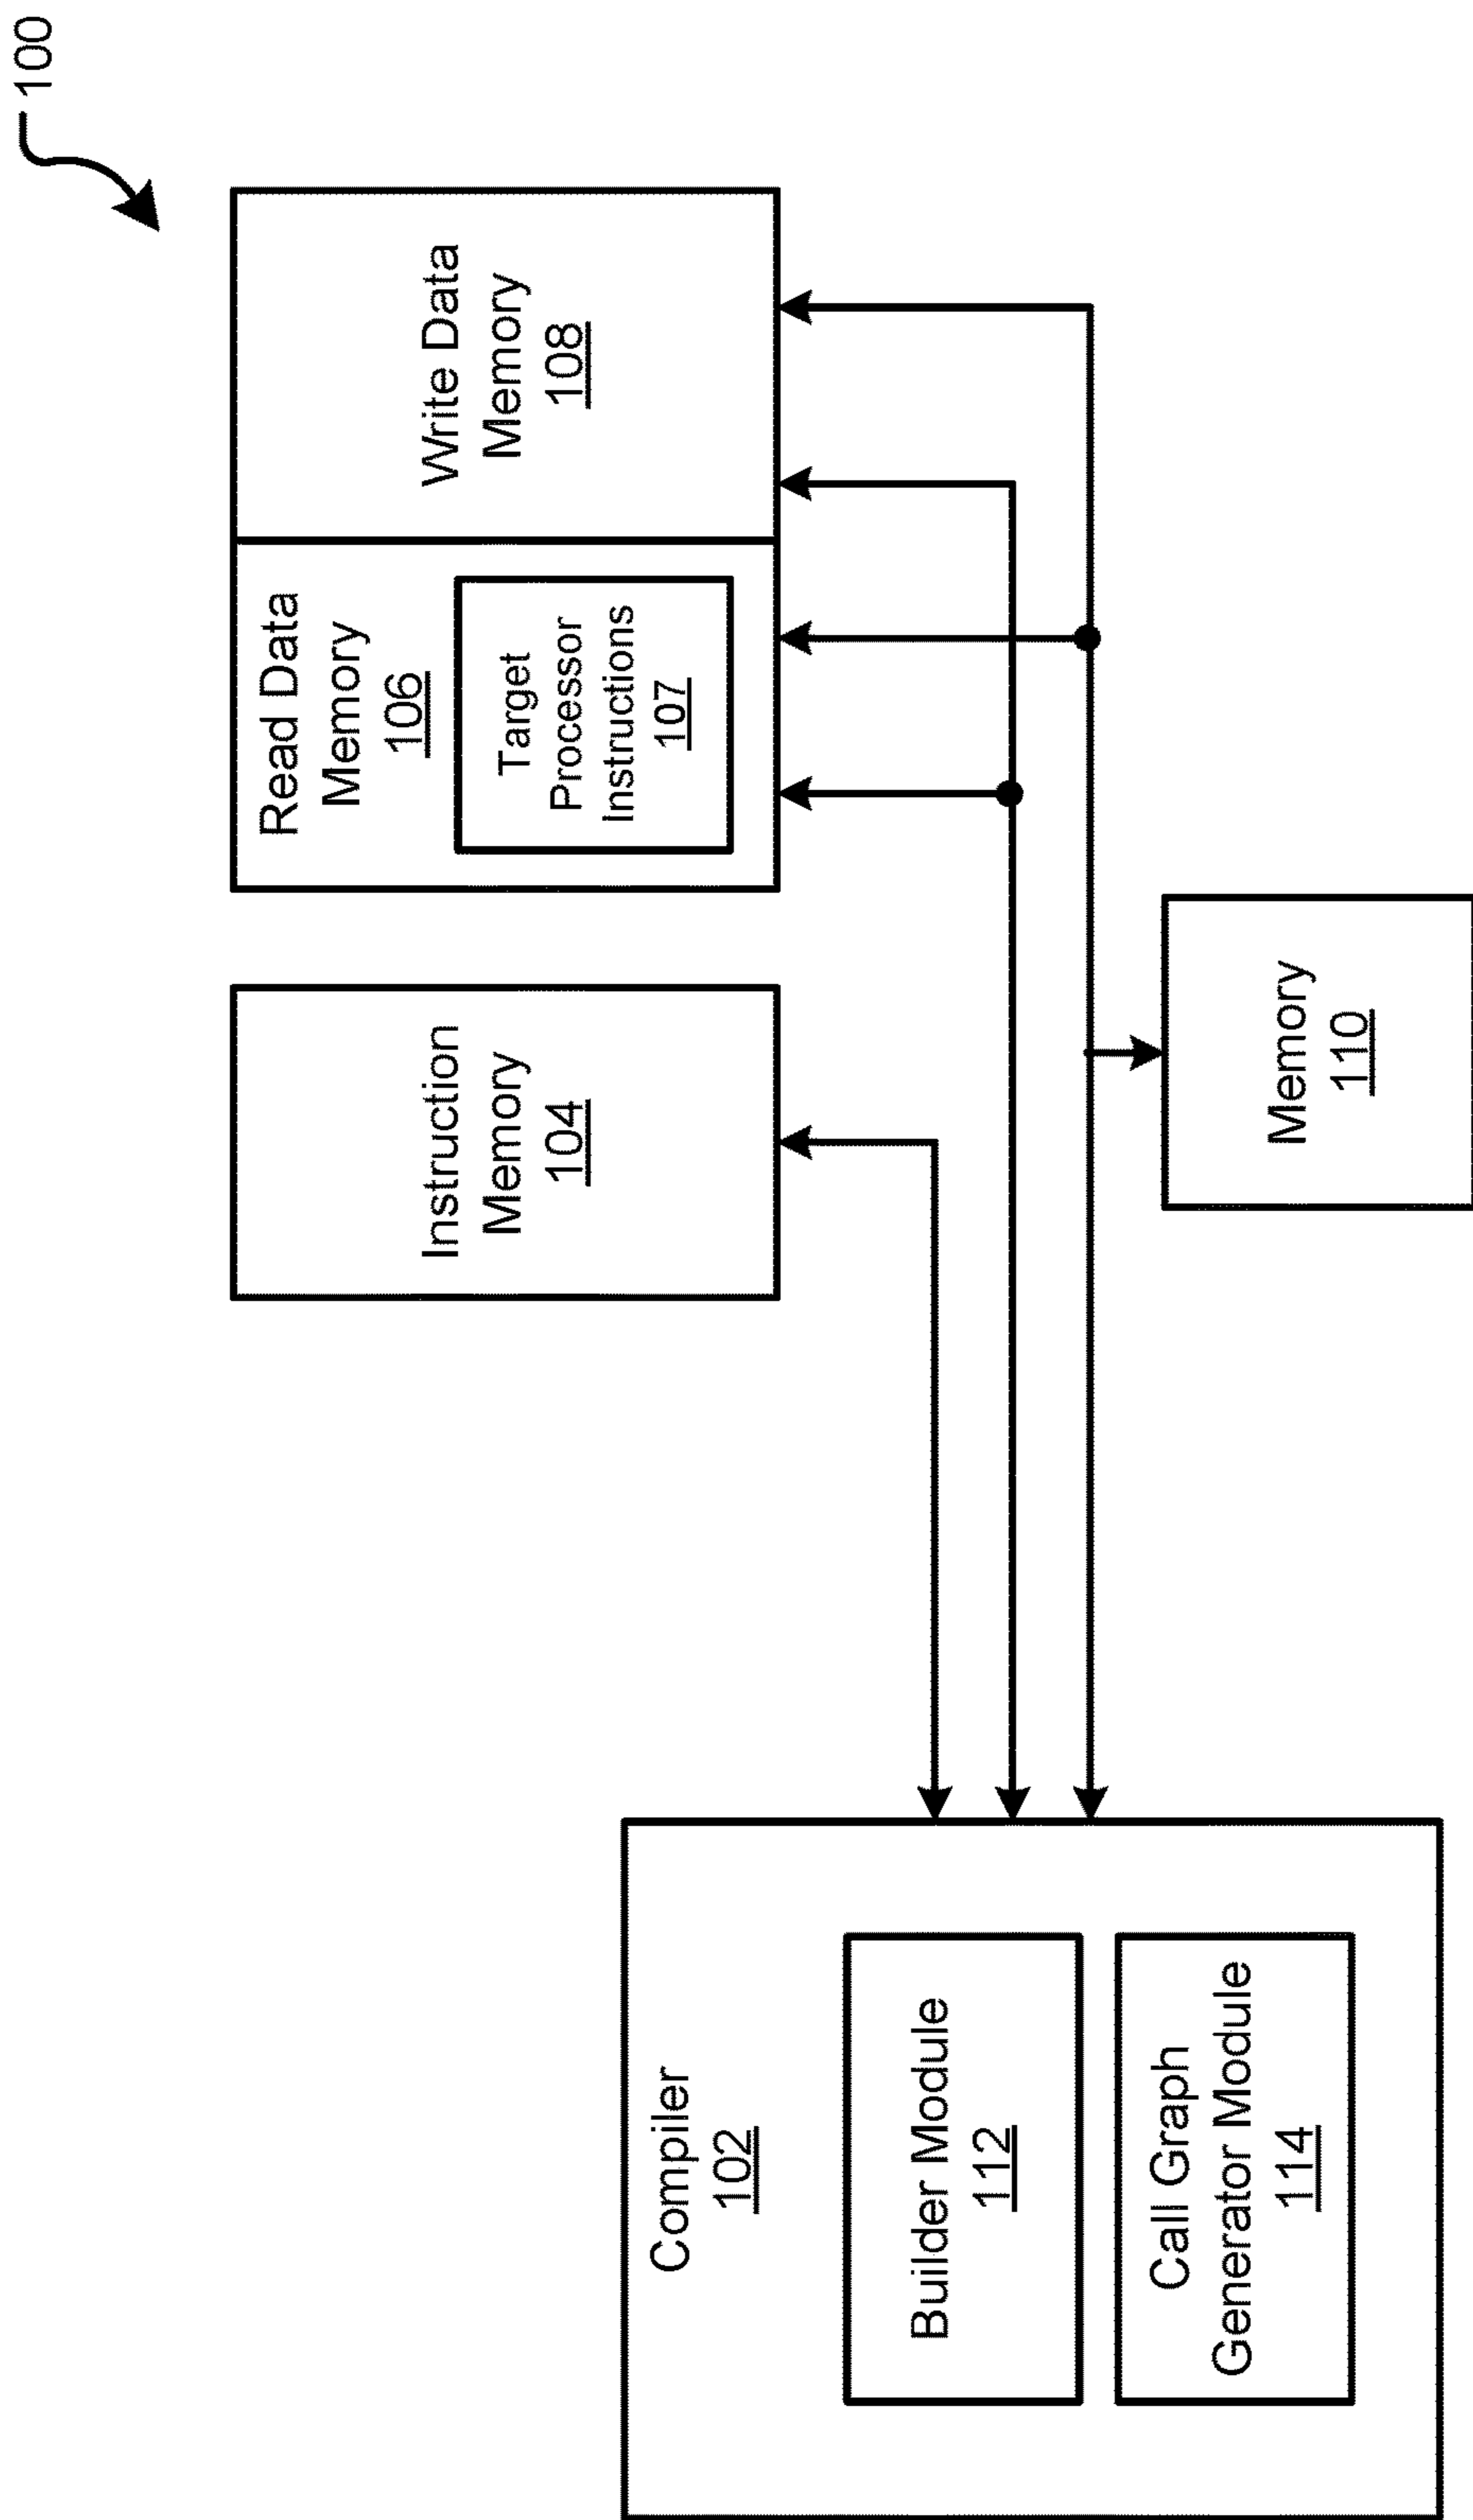 100
Compiler
102
Builder Module
112
Call Graph
Generator Module
114
Instruction
Memory
104
Read Data
Memory
106
Target
Processor
Instructions
107
Write Data
Memory
108
Memory
110